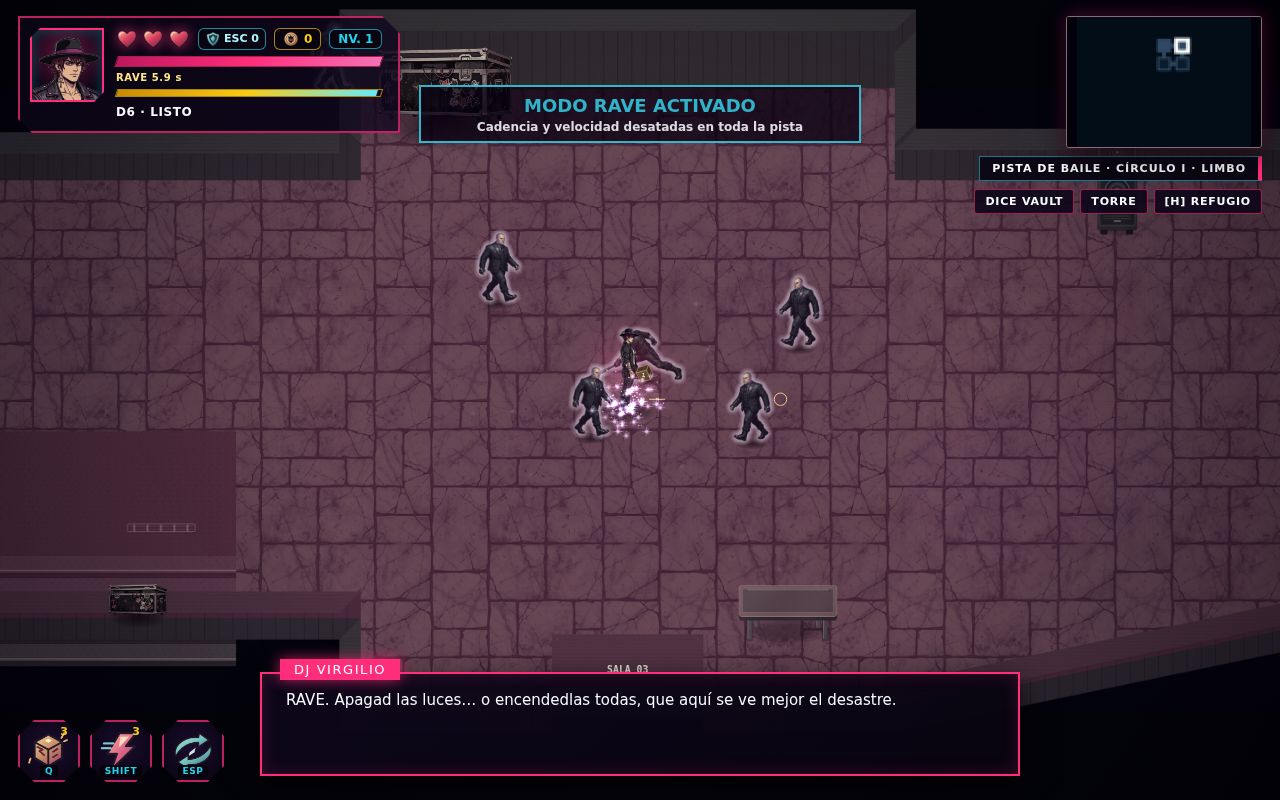 ESC 0
0
NV. 1
RAVE 5.9 s
D6 · LISTO
MODO RAVE ACTIVADO
Cadencia y velocidad desatadas en toda la pista
PISTA DE BAILE · CÍRCULO I · LIMBO
DICE VAULT
TORRE
[H] REFUGIO
SALA 03
DJ VIRGILIO
RAVE. Apagad las luces... o encendedlas todas, que aquí se ve mejor el desastre.
3
Q
3
SHIFT
ESP